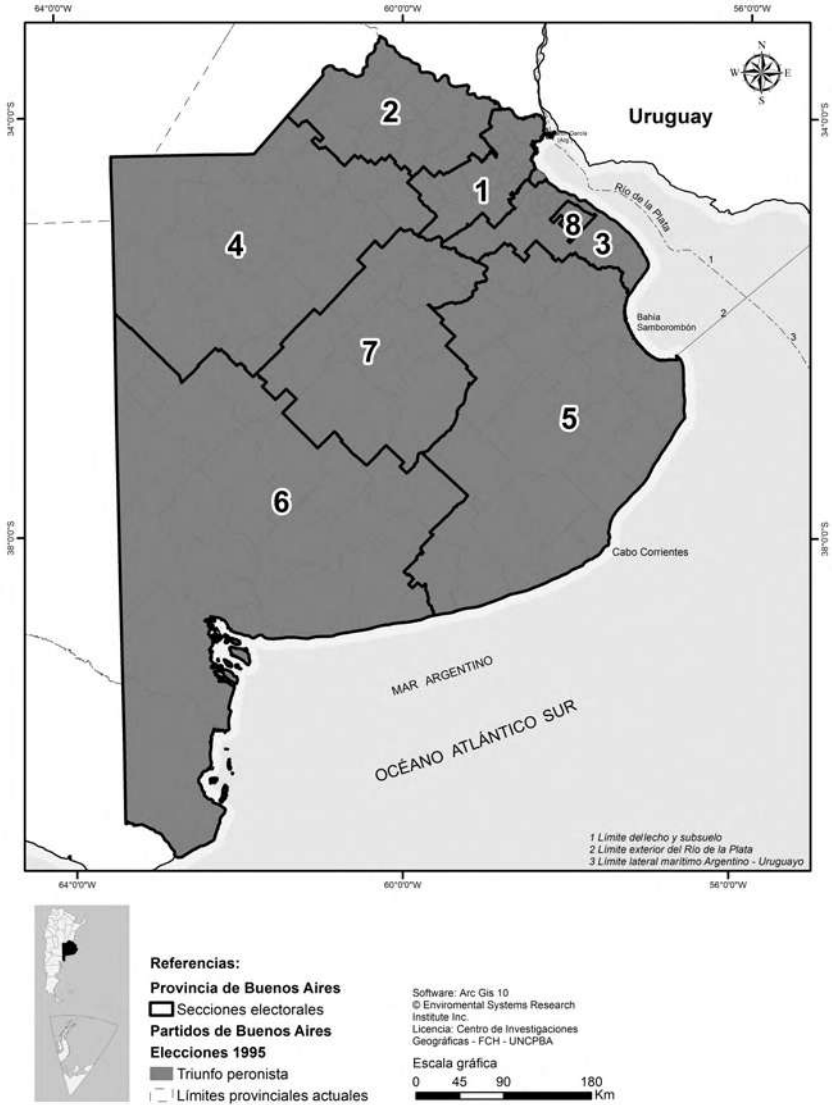 64°0'0"W
60°0'0"W
56°0'0"W
N
W
E
S
34°0'0"S
34°0'0"S
Uruguay
2
García
(Arg.)
1
Río de la Plata
8
3
4
1
2
3
Bahía
Samborombón
7
5
6
38°0'0"S
38°0'0"S
Cabo Corrientes
MAR ARGENTINO
OCÉANO ATLÁNTICO SUR
1 Límite del lecho y subsuelo
2 Límite exterior del Río de la Plata
3 Límite lateral marítimo Argentino - Uruguayo
64°0'0"W
60°0'0"W
56°0'0"W
Referencias:
Provincia de Buenos Aires
Secciones electorales
Partidos de Buenos Aires
Elecciones 1995
Triunfo peronista
Límites provinciales actuales
Software: Arc Gis 10
© Enviromental Systems Research
Institute Inc.
Licencia: Centro de Investigaciones
Geográficas - FCH - UNCPBA
Escala gráfica
0 45 90 180
Km